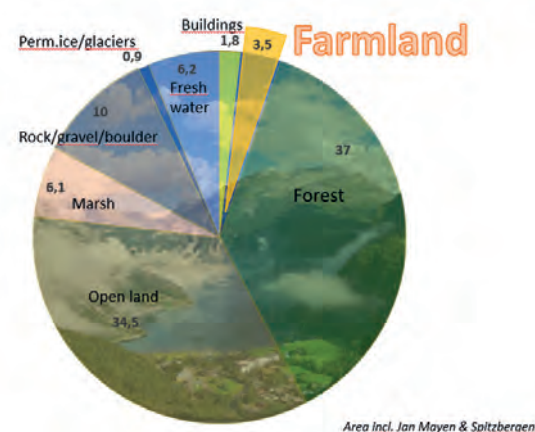 Buildings
1,8
3,5
Farmland
Perm.ice/glaciers
0,9
6,2
Fresh
water
10
Rock/gravel/boulder
37
Forest
6,1
Marsh
Open land
34,5
Area incl. Jan Mayen & Spitzbergen